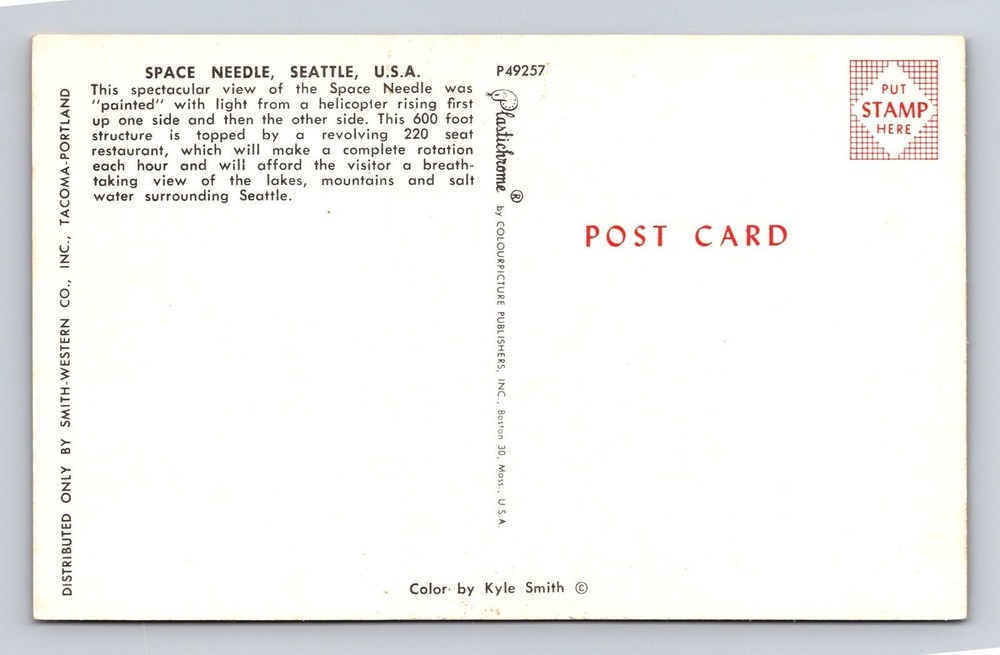 SPACE NEEDLE, SEATTLE, U.S.A.
This spectacular view of the Space Needle was
"painted" with light from a helicopter rising first
up one side and then the other side. This 600 foot
structure is topped by a revolving 220 seat
restaurant, which will make a complete rotation
each hour and will afford the visitor a breath-
taking view of the lakes, mountains and salt
water surrounding Seattle.
DISTRIBUTED ONLY BY SMITH-WESTERN CO., INC., TACOMA-PORTLAND
P49257
Plastichrome ® by COLOURPICTURE PUBLISHERS, INC., Boston 30, Mass., U.S.A.
PUT
STAMP
HERE
POST CARD
Color by Kyle Smith ©